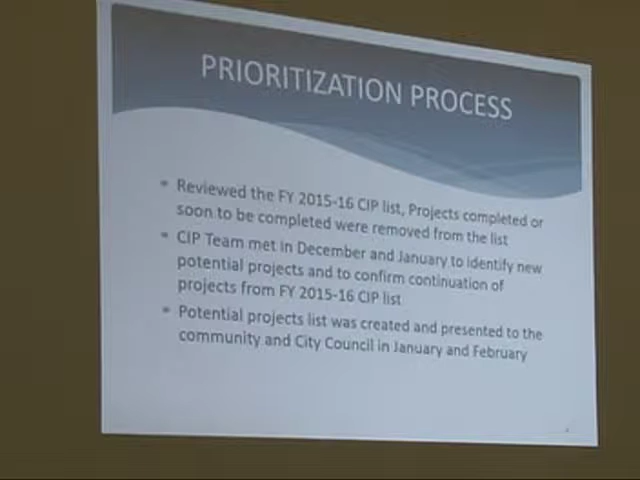 PRIORITIZATION PROCESS
Reviewed the FY 2015-16 CIP list, Projects completed or
soon to be completed were removed from the list
CIP Team met in December and January to identify new
potential projects and to confirm continuation of
projects from FY 2015-16 CIP list
Potential projects list was created and presented to the
community and City Council in January and February